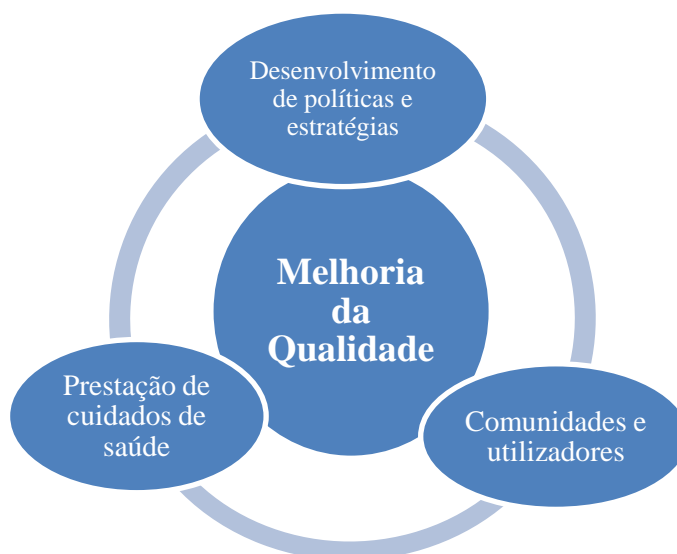 Desenvolvimento
de políticas e
estratégias
Melhoria
da
Qualidade
Prestação de
cuidados de
saúde
Comunidades e
utilizadores